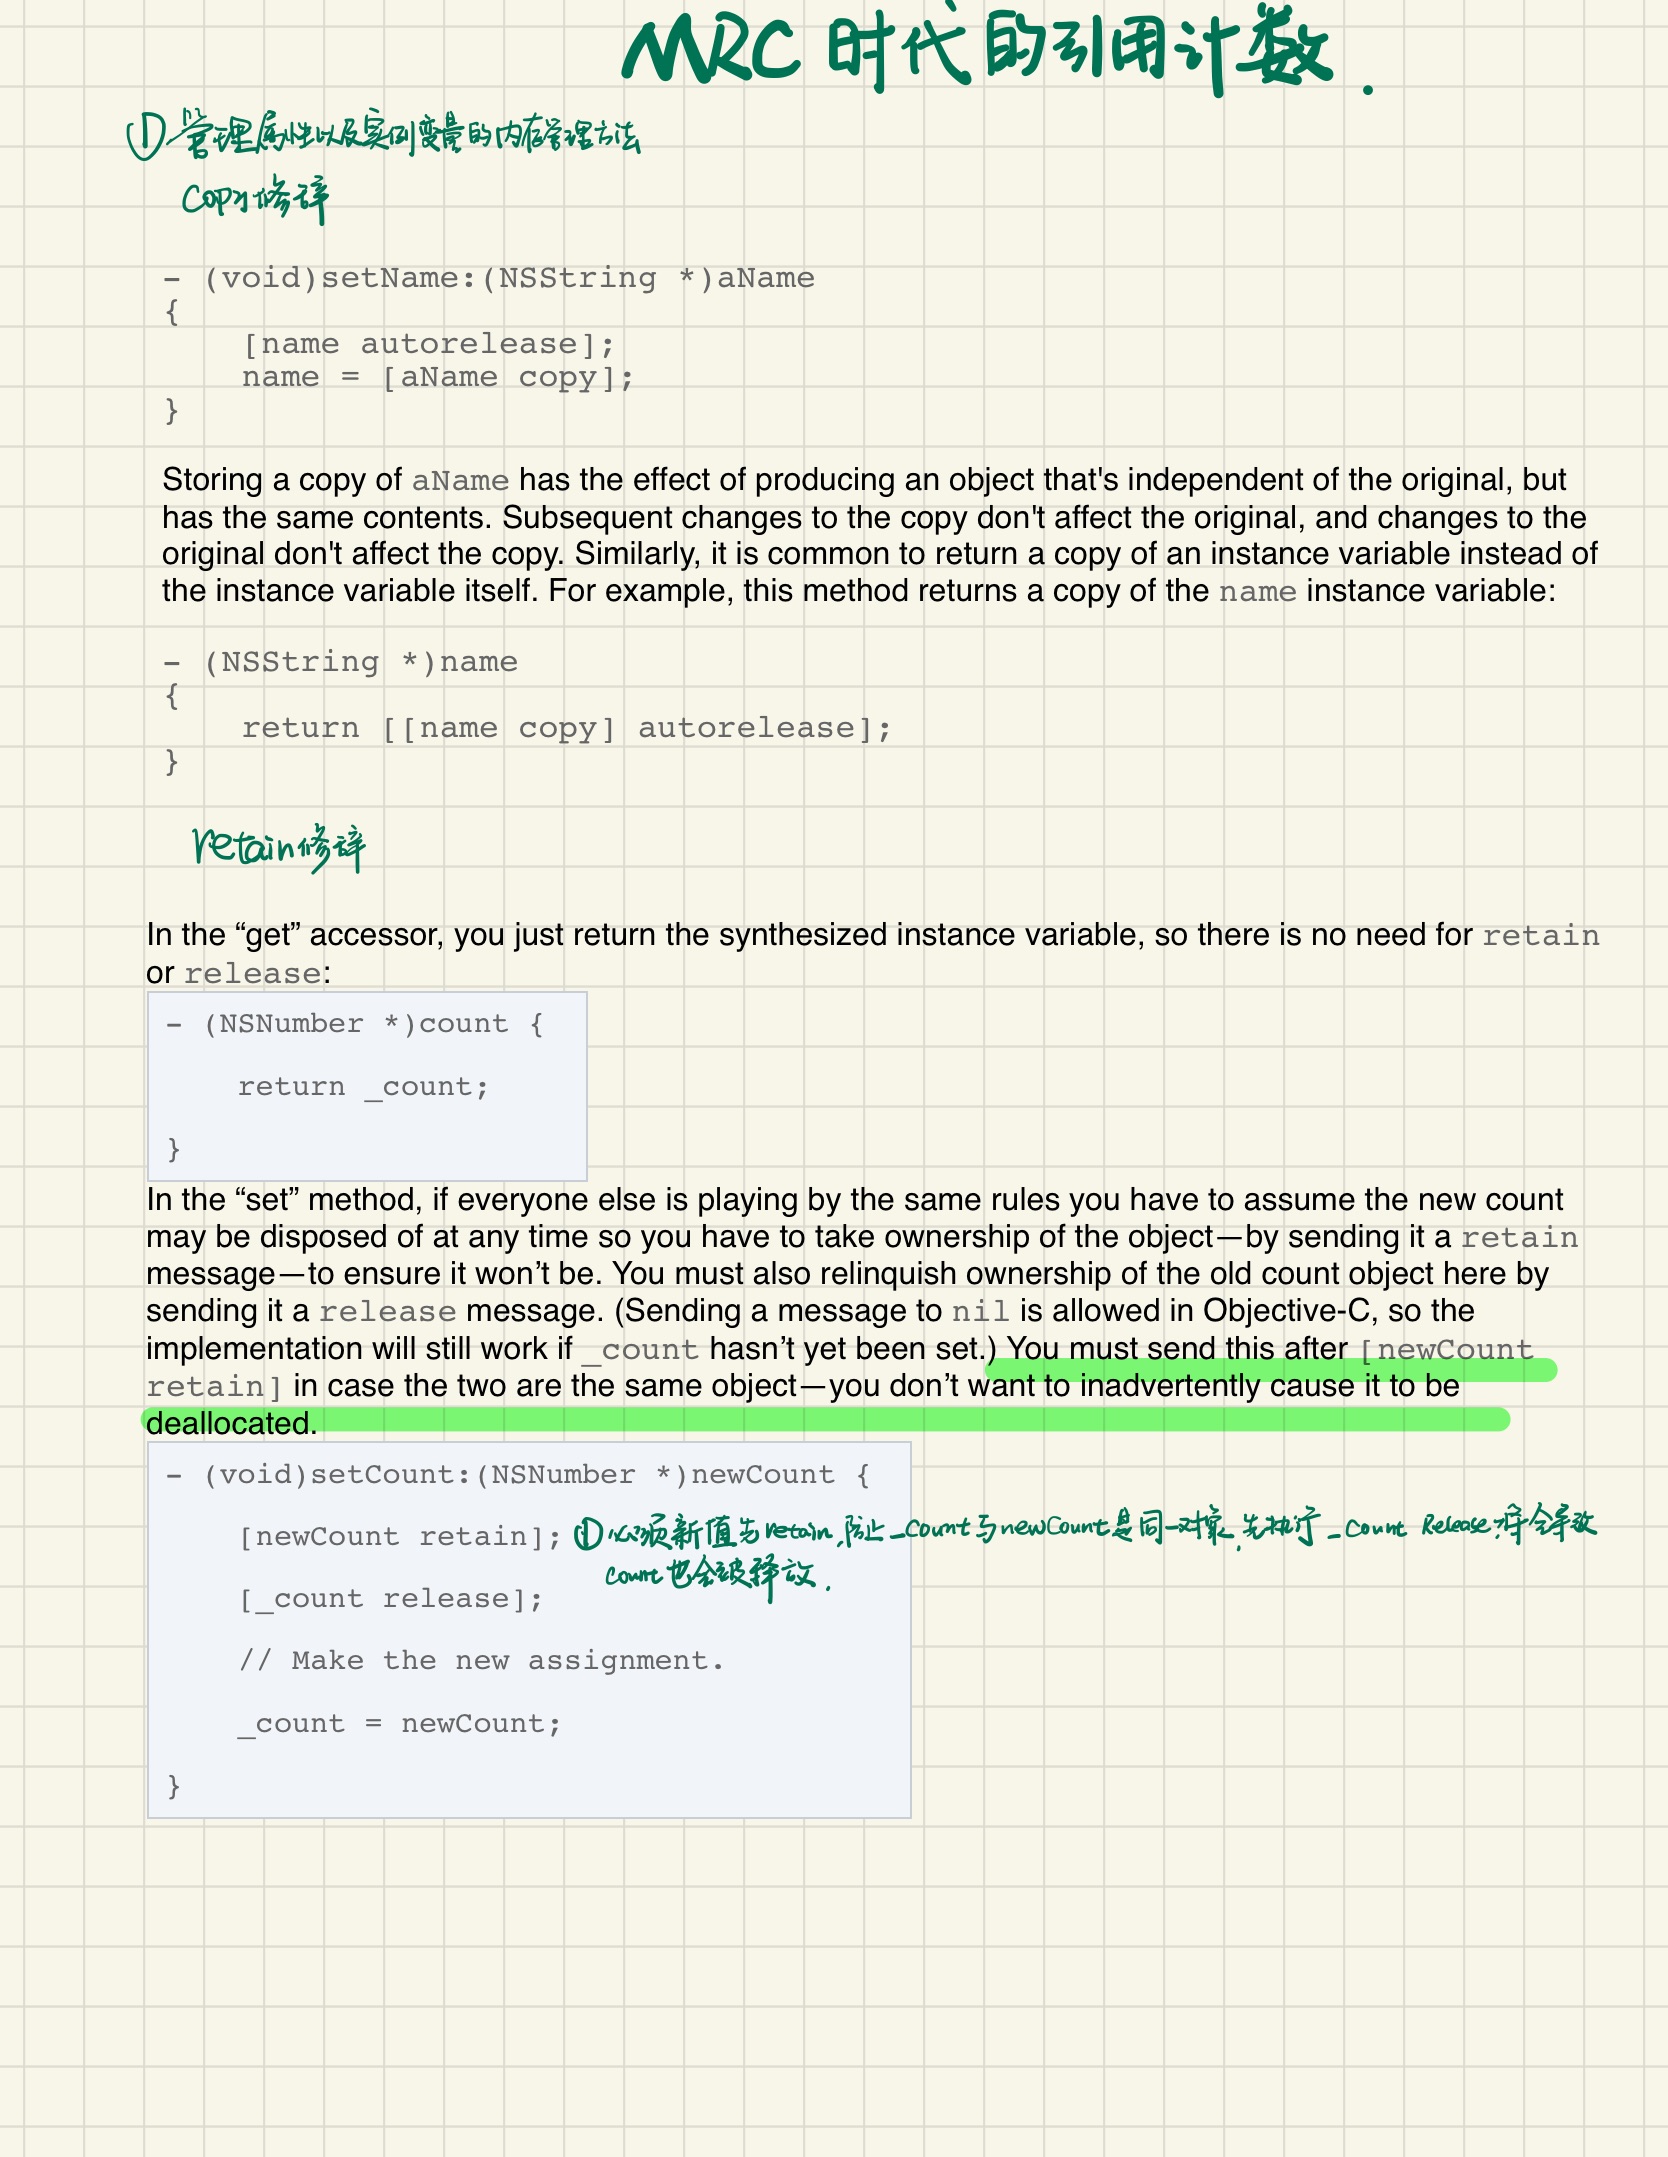 MRC 时代的引用计数.
① 管理属性以及实例变量的内存管理方法
copy修辞
- (void)setName:(NSString *)aName
{
    [name autorelease];
    name = [aName copy];
}
Storing a copy of aName has the effect of producing an object that's independent of the original, but
has the same contents. Subsequent changes to the copy don't affect the original, and changes to the
original don't affect the copy. Similarly, it is common to return a copy of an instance variable instead of
the instance variable itself. For example, this method returns a copy of the name instance variable:
- (NSString *)name
{
    return [[name copy] autorelease];
}
retain修辞
In the “get” accessor, you just return the synthesized instance variable, so there is no need for retain
or release:
- (NSNumber *)count {
    return _count;
}
In the “set” method, if everyone else is playing by the same rules you have to assume the new count
may be disposed of at any time so you have to take ownership of the object—by sending it a retain
message—to ensure it won’t be. You must also relinquish ownership of the old count object here by
sending it a release message. (Sending a message to nil is allowed in Objective-C, so the
implementation will still work if _count hasn’t yet been set.) You must send this after [newCount
retain] in case the two are the same object—you don’t want to inadvertently cause it to be
deallocated.
- (void)setCount:(NSNumber *)newCount {
    [newCount retain]; ① 必须新值先retain,防止_count与newCount是同一对象,先执行_count Release,将会导致
count也会被释放.
    [_count release];
    // Make the new assignment.
    _count = newCount;
}